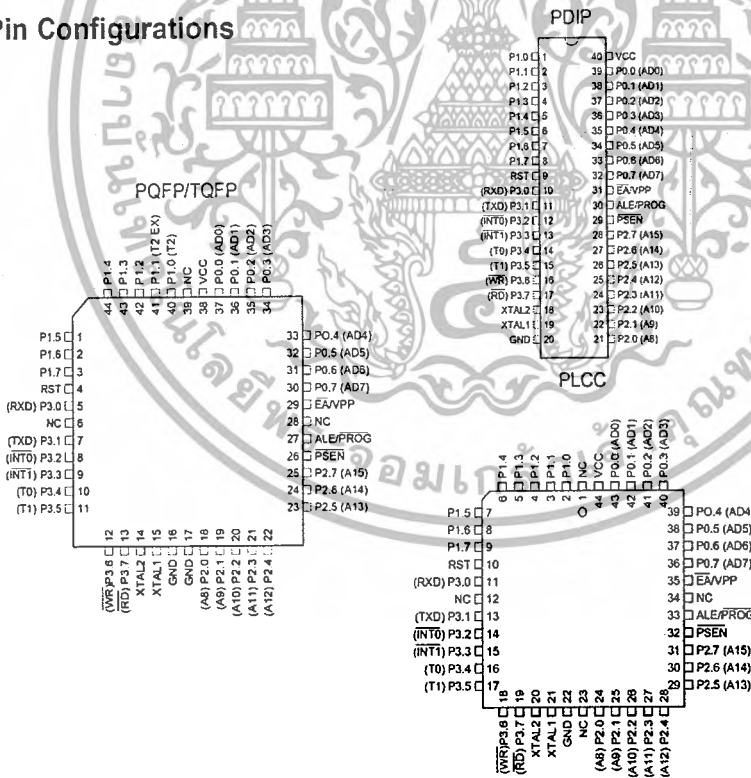 Pin Configurations
PDIP
P1.0 1 40 VCC
P1.1 2 39 P0.0 (AD0)
P1.2 3 38 P0.1 (AD1)
P1.3 4 37 P0.2 (AD2)
P1.4 5 36 P0.3 (AD3)
P1.5 6 35 P0.4 (AD4)
P1.6 7 34 P0.5 (AD5)
P1.7 8 33 P0.6 (AD6)
RST 9 32 P0.7 (AD7)
(RXD) P3.0 10 31 EA/VPP
(TXD) P3.1 11 30 ALE/PROG
(INT0) P3.2 12 29 PSEN
(INT1) P3.3 13 28 P2.7 (A15)
(T0) P3.4 14 27 P2.6 (A14)
(T1) P3.5 15 26 P2.5 (A13)
(WR) P3.6 16 25 P2.4 (A12)
(RD) P3.7 17 24 P2.3 (A11)
XTAL2 18 23 P2.2 (A10)
XTAL1 19 22 P2.1 (A9)
GND 20 21 P2.0 (A8)
PQFP/TQFP
44 P1.4
43 P1.3
42 P1.2
41 P1.1 (T2 EX)
40 P1.0 (T2)
39 NC
38 VCC
37 P0.0 (AD0)
36 P0.1 (AD1)
35 P0.2 (AD2)
34 P0.3 (AD3)
P1.5 1 33 P0.4 (AD4)
P1.6 2 32 P0.5 (AD5)
P1.7 3 31 P0.6 (AD6)
RST 4 30 P0.7 (AD7)
(RXD) P3.0 5 29 EA/VPP
NC 6 28 NC
(TXD) P3.1 7 27 ALE/PROG
(INT0) P3.2 8 26 PSEN
(INT1) P3.3 9 25 P2.7 (A15)
(T0) P3.4 10 24 P2.6 (A14)
(T1) P3.5 11 23 P2.5 (A13)
(WR) P3.6 12
(RD) P3.7 13
XTAL2 14
XTAL1 15
GND 16
GND 17
(A8) P2.0 18
(A9) P2.1 19
(A10) P2.2 20
(A11) P2.3 21
(A12) P2.4 22
PLCC
6 P1.4
5 P1.3
4 P1.2
3 P1.1
2 P1.0
1 NC
44 VCC
43 P0.0 (AD0)
42 P0.1 (AD1)
41 P0.2 (AD2)
40 P0.3 (AD3)
P1.5 7 39 P0.4 (AD4
P1.6 8 38 P0.5 (AD5)
P1.7 9 37 P0.6 (AD6)
RST 10 36 P0.7 (AD7)
(RXD) P3.0 11 35 EA/VPP
NC 12 34 NC
(TXD) P3.1 13 33 ALE/PROG
(INT0) P3.2 14 32 PSEN
(INT1) P3.3 15 31 P2.7 (A15)
(T0) P3.4 16 30 P2.6 (A14)
(T1) P3.5 17 29 P2.5 (A13)
(WR) P3.6 18
(RD) P3.7 19
XTAL2 20
XTAL1 21
GND 22
NC 23
(A8) P2.0 24
(A9) P2.1 25
(A10) P2.2 26
(A11) P2.3 27
(A12) P2.4 28